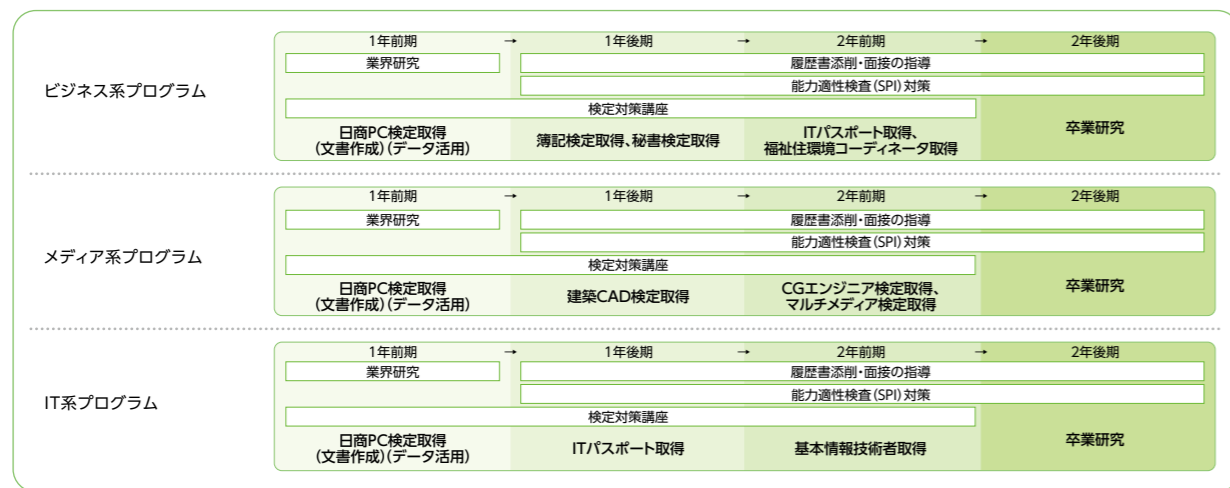 ビジネス系プログラム
1年前期 → 1年後期 → 2年前期 → 2年後期
業界研究
履歴書添削・面接の指導
能力適性検査(SPI)対策
検定対策講座
日商PC検定取得
(文書作成)(データ活用)
簿記検定取得、秘書検定取得
ITパスポート取得、
福祉住環境コーディネータ取得
卒業研究
メディア系プログラム
1年前期 → 1年後期 → 2年前期 → 2年後期
業界研究
履歴書添削・面接の指導
能力適性検査(SPI)対策
検定対策講座
日商PC検定取得
(文書作成)(データ活用)
建築CAD検定取得
CGエンジニア検定取得、
マルチメディア検定取得
卒業研究
IT系プログラム
1年前期 → 1年後期 → 2年前期 → 2年後期
業界研究
履歴書添削・面接の指導
能力適性検査(SPI)対策
検定対策講座
日商PC検定取得
(文書作成)(データ活用)
ITパスポート取得
基本情報技術者取得
卒業研究